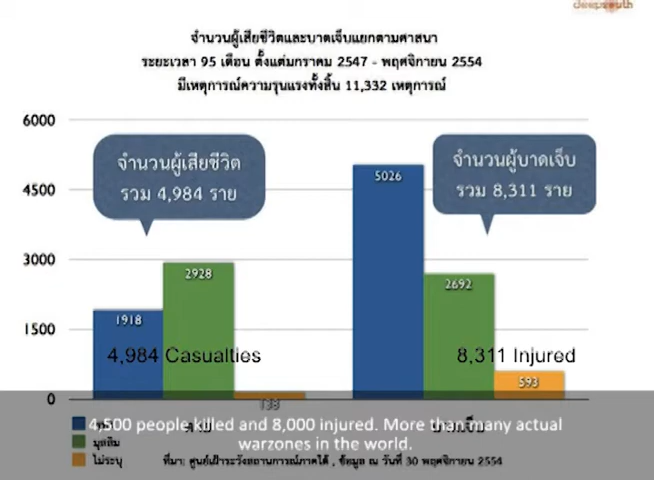 deepsouth
จำนวนผู้เสียชีวิตและบาดเจ็บแยกตามศาสนา
ระยะเวลา 95 เดือน ตั้งแต่มกราคม 2547 - พฤศจิกายน 2554
มีเหตุการณ์ความรุนแรงทั้งสิ้น 11,332 เหตุการณ์
6000
4500
3000
1500
0
จำนวนผู้เสียชีวิต
รวม 4,984 ราย
จำนวนผู้บาดเจ็บ
รวม 8,311 ราย
1918
2928
138
5026
2692
593
4,984 Casualties
8,311 Injured
ตาย
บาดเจ็บ
4,500 people killed and 8,000 injured. More than many actual
warzones in the world.
มุสลิม
ไม่ระบุ
ที่มา: ศูนย์เฝ้าระวังสถานการณ์ภาคใต้ , ข้อมูล ณ วันที่ 30 พฤศจิกายน 2554